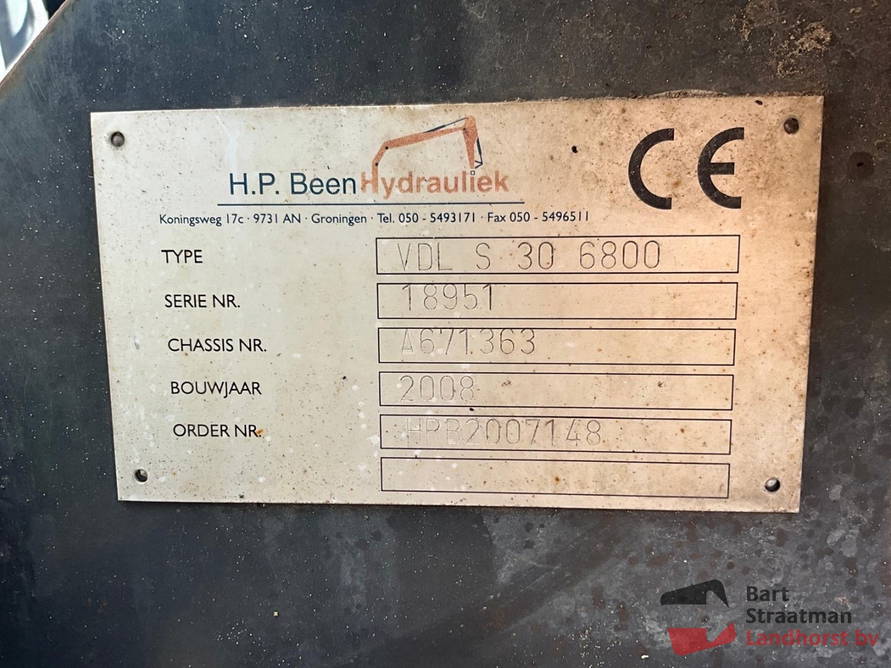 H.P. Been Hydrauliek CE
Koningsweg 17c · 9731 AN · Groningen · Tel. 050 - 5493171 · Fax 050 - 5496511
TYPE VDL S 30 6800
SERIE NR. 18951
CHASSIS NR. A671363
BOUWJAAR 2008
ORDER NR. HPB2007148
Bart
Straatman
Landhorst bv